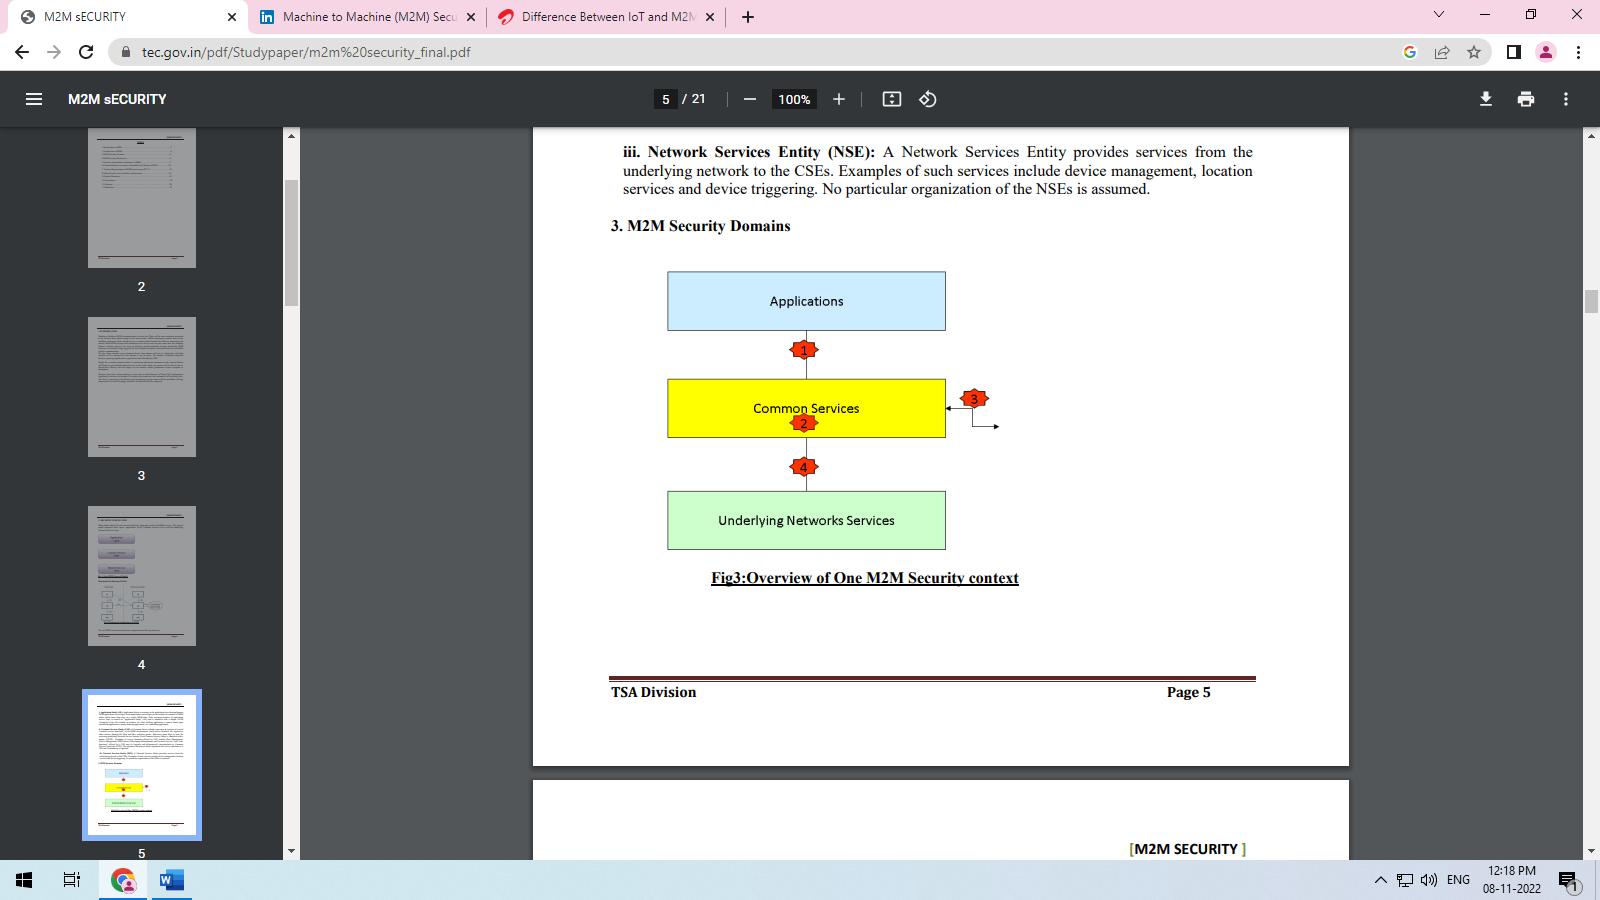 M2M sECURITY
Machine to Machine (M2M) Secu
Difference Between IoT and M2M
tec.gov.in/pdf/Studypaper/m2m%20security_final.pdf
M2M sECURITY
5 / 21
100%
2
3
4
5
iii. Network Services Entity (NSE): A Network Services Entity provides services from the
underlying network to the CSEs. Examples of such services include device management, location
services and device triggering. No particular organization of the NSEs is assumed.
3. M2M Security Domains
Applications
1
Common Services
3
2
4
Underlying Networks Services
Fig3:Overview of One M2M Security context
TSA Division
Page 5
[M2M SECURITY ]
ENG
12:18 PM
08-11-2022
1